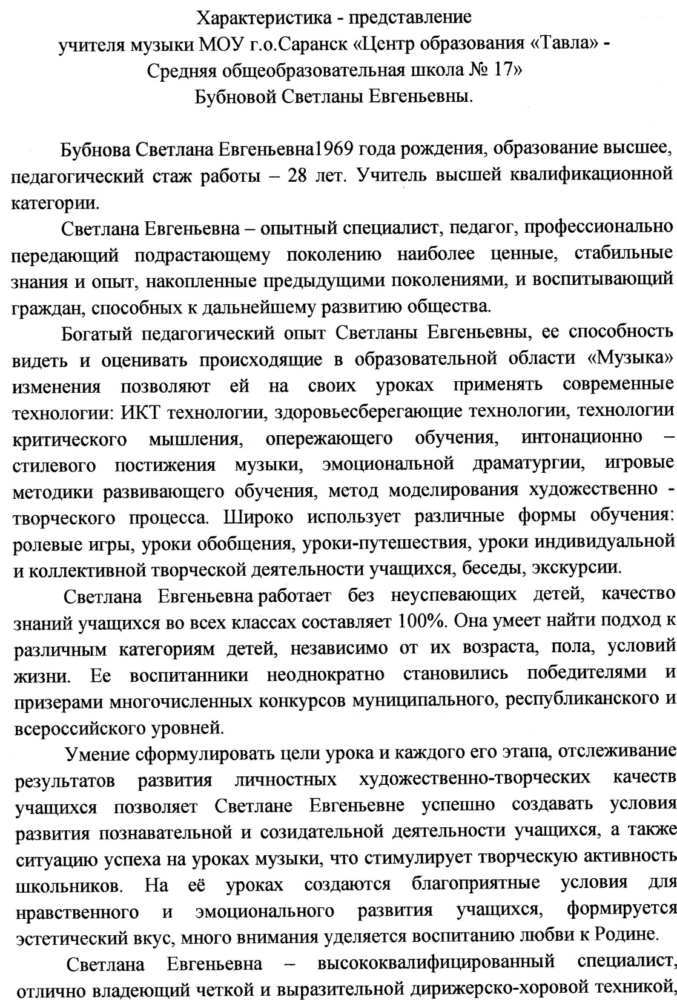 Характеристика - представление
учителя музыки МОУ г.о.Саранск «Центр образования «Тавла» -
Средняя общеобразовательная школа № 17»
Бубновой Светланы Евгеньевны.
Бубнова Светлана Евгеньевна1969 года рождения, образование высшее,
педагогический стаж работы – 28 лет. Учитель высшей квалификационной
категории.
Светлана Евгеньевна – опытный специалист, педагог, профессионально
передающий подрастающему поколению наиболее ценные, стабильные
знания и опыт, накопленные предыдущими поколениями, и воспитывающий
граждан, способных к дальнейшему развитию общества.
Богатый педагогический опыт Светланы Евгеньевны, ее способность
видеть и оценивать происходящие в образовательной области «Музыка»
изменения позволяют ей на своих уроках применять современные
технологии: ИКТ технологии, здоровьесберегающие технологии, технологии
критического мышления, опережающего обучения, интонационно –
стилевого постижения музыки, эмоциональной драматургии, игровые
методики развивающего обучения, метод моделирования художественно -
творческого процесса. Широко использует различные формы обучения:
ролевые игры, уроки обобщения, уроки-путешествия, уроки индивидуальной
и коллективной творческой деятельности учащихся, беседы, экскурсии.
Светлана Евгеньевна работает без неуспевающих детей, качество
знаний учащихся во всех классах составляет 100%. Она умеет найти подход к
различным категориям детей, независимо от их возраста, пола, условий
жизни. Ее воспитанники неоднократно становились победителями и
призерами многочисленных конкурсов муниципального, республиканского и
всероссийского уровней.
Умение сформулировать цели урока и каждого его этапа, отслеживание
результатов развития личностных художественно-творческих качеств
учащихся позволяет Светлане Евгеньевне успешно создавать условия
развития познавательной и созидательной деятельности учащихся, а также
ситуацию успеха на уроках музыки, что стимулирует творческую активность
школьников. На её уроках создаются благоприятные условия для
нравственного и эмоционального развития учащихся, формируется
эстетический вкус, много внимания уделяется воспитанию любви к Родине.
Светлана Евгеньевна – высококвалифицированный специалист,
отлично владеющий четкой и выразительной дирижерско-хоровой техникой,